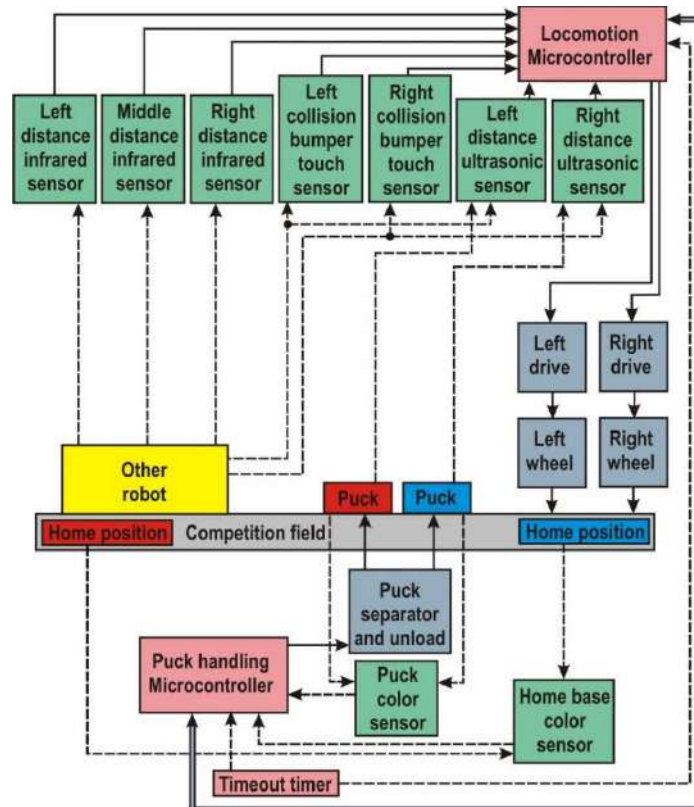 Locomotion
Microcontroller
Left
distance
infrared
sensor
Middle
distance
infrared
sensor
Right
distance
infrared
sensor
Left
collision
bumper
touch
sensor
Right
collision
bumper
touch
sensor
Left
distance
ultrasonic
sensor
Right
distance
ultrasonic
sensor
Left
drive
Right
drive
Left
wheel
Right
wheel
Other
robot
Puck
Puck
Home position
Competition field
Home position
Puck
separator
and unload
Puck handling
Microcontroller
Puck
color
sensor
Home base
color
sensor
Timeout timer